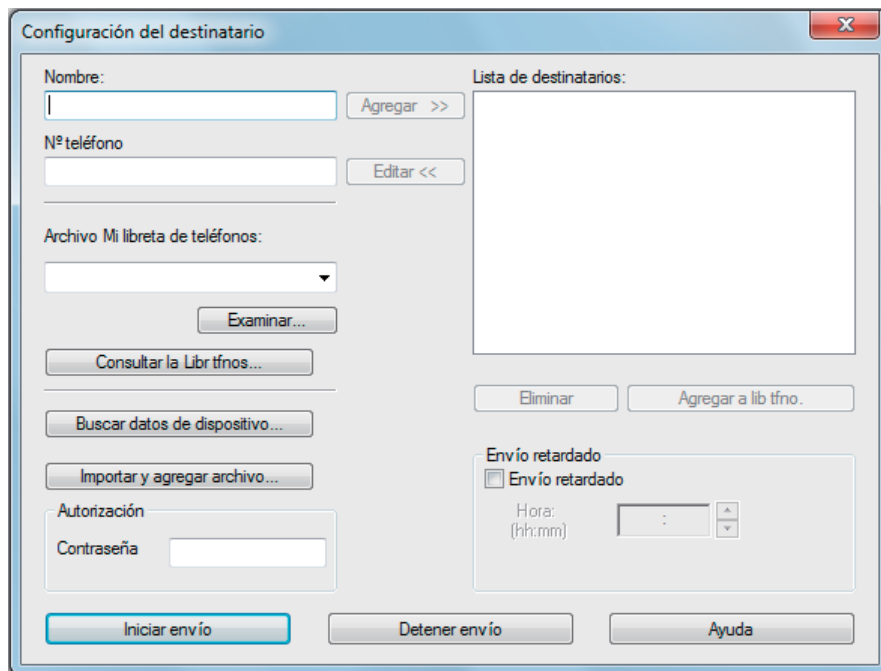 Configuración del destinatario
Nombre:
Agregar >>
Nº teléfono
Editar <<
Archivo Mi libreta de teléfonos:
Examinar...
Consultar la Libr tfnos...
Buscar datos de dispositivo...
Importar y agregar archivo...
Autorización
Contraseña
Lista de destinatarios:
Eliminar
Agregar a lib tfno.
Envío retardado
Envío retardado
Hora:
(hh:mm)
:
Iniciar envío
Detener envío
Ayuda